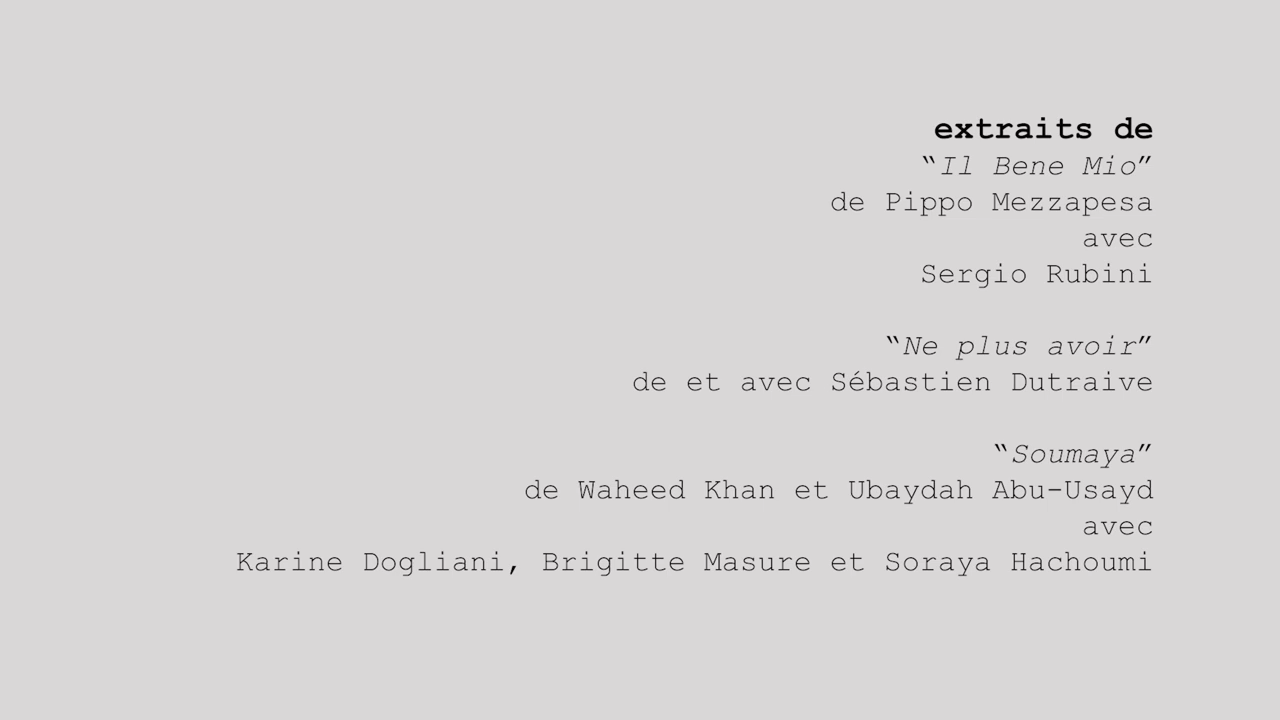 extraits de
“Il Bene Mio”
de Pippo Mezzapesa
avec
Sergio Rubini
“Ne plus avoir”
de et avec Sébastien Dutraive
“Soumaya”
de Waheed Khan et Ubaydah Abu-Usayd
avec
Karine Dogliani, Brigitte Masure et Soraya Hachoumi